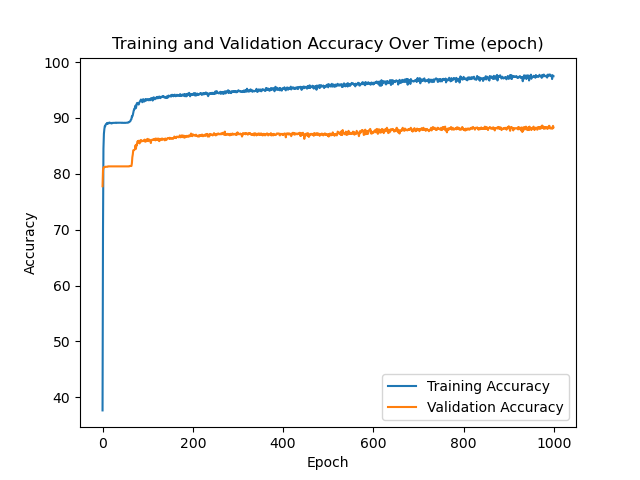 Training and Validation Accuracy Over Time (epoch)
100
90
80
70
60
50
40
Accuracy
0 200 400 600 800 1000
Epoch
Training Accuracy
Validation Accuracy